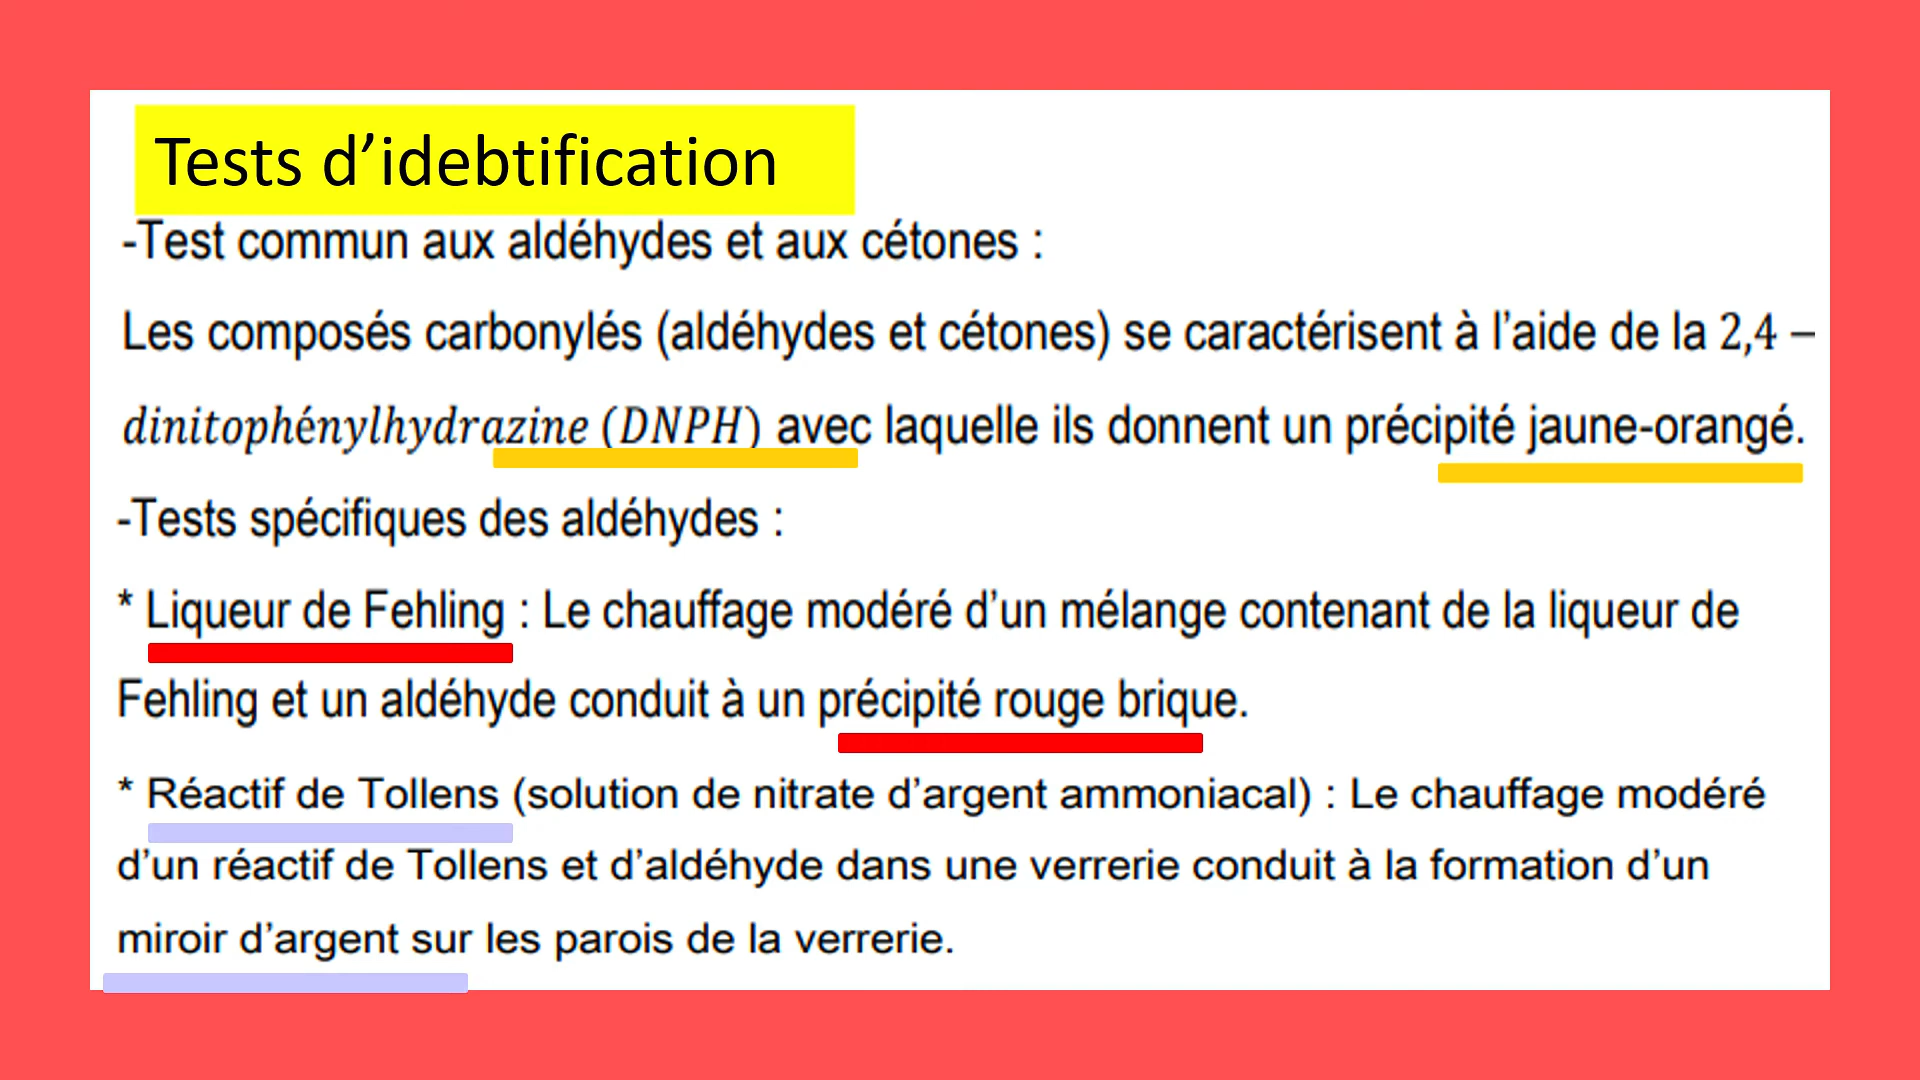 Tests d’idebtification
-Test commun aux aldéhydes et aux cétones :
Les composés carbonylés (aldéhydes et cétones) se caractérisent à l’aide de la 2,4 –
dinitophénylhydrazine (DNPH) avec laquelle ils donnent un précipité jaune-orangé.
-Tests spécifiques des aldéhydes :
* Liqueur de Fehling : Le chauffage modéré d’un mélange contenant de la liqueur de
Fehling et un aldéhyde conduit à un précipité rouge brique.
* Réactif de Tollens (solution de nitrate d’argent ammoniacal) : Le chauffage modéré
d’un réactif de Tollens et d’aldéhyde dans une verrerie conduit à la formation d’un
miroir d’argent sur les parois de la verrerie.